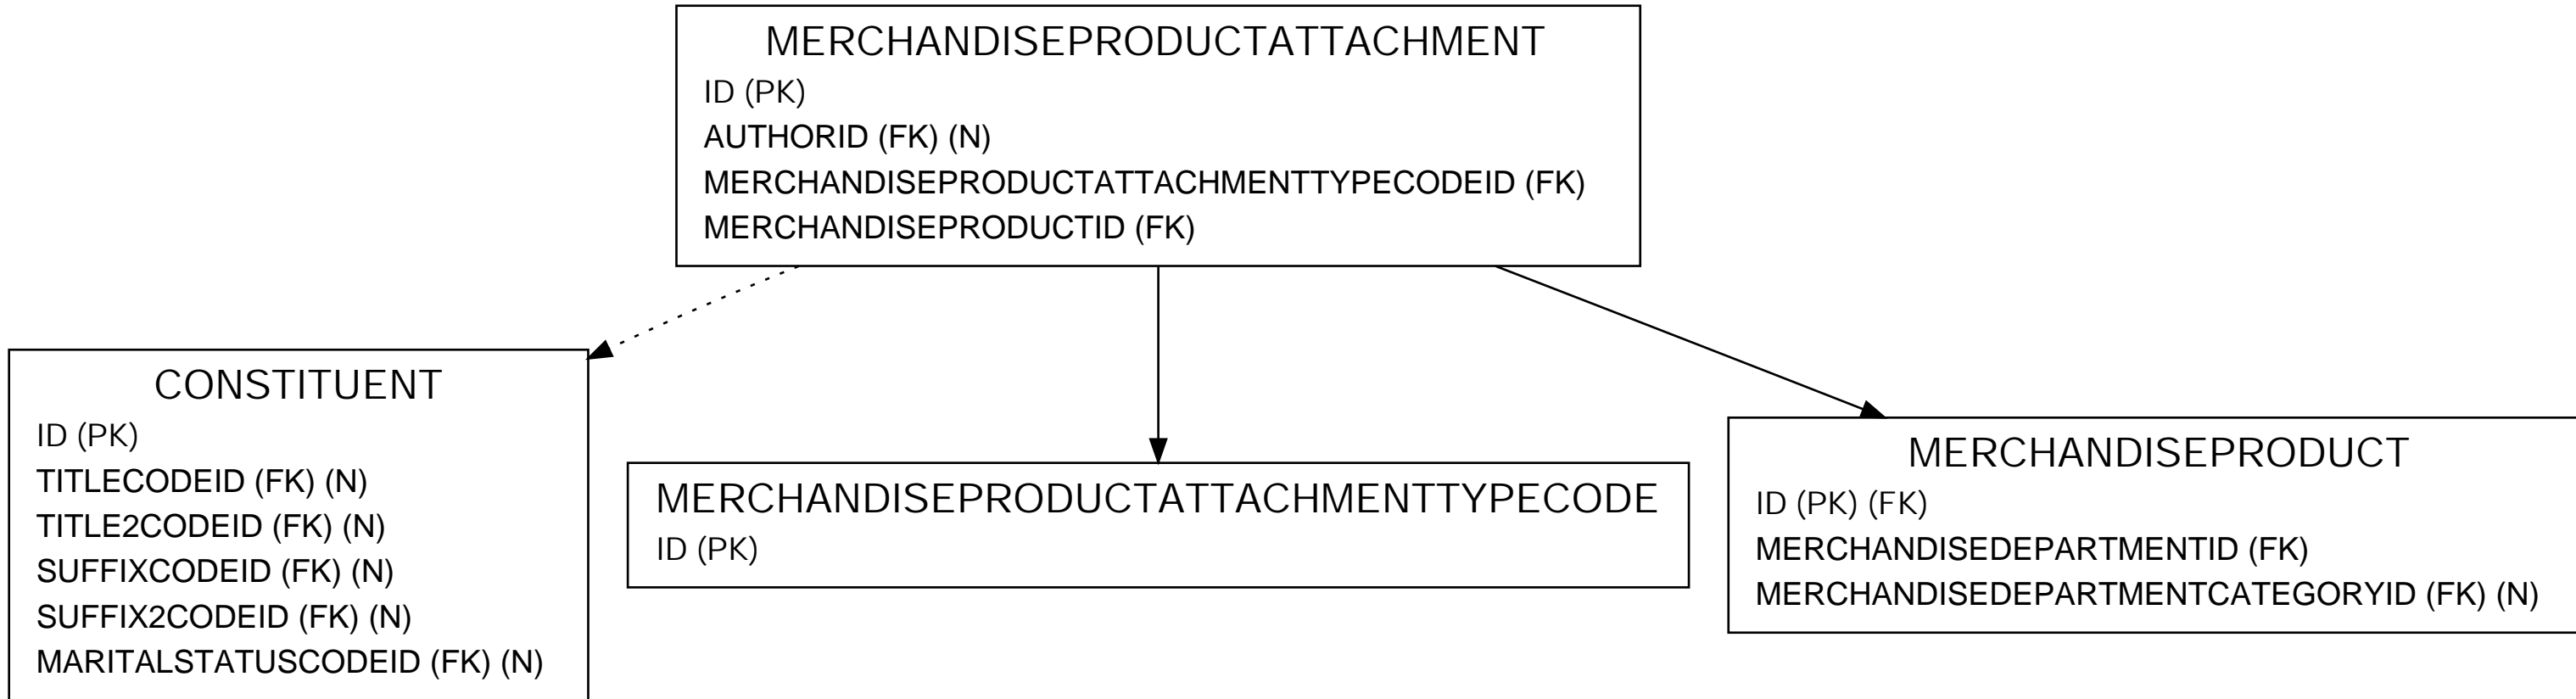 MERCHANDISEPRODUCTATTACHMENT
ID (PK)
AUTHORID (FK) (N)
MERCHANDISEPRODUCTATTACHMENTTYPECODEID (FK)
MERCHANDISEPRODUCTID (FK)
CONSTITUENT
ID (PK)
TITLECODEID (FK) (N)
TITLE2CODEID (FK) (N)
SUFFIXCODEID (FK) (N)
SUFFIX2CODEID (FK) (N)
MARITALSTATUSCODEID (FK) (N)
MERCHANDISEPRODUCTATTACHMENTTYPECODE
ID (PK)
MERCHANDISEPRODUCT
ID (PK) (FK)
MERCHANDISEDEPARTMENTID (FK)
MERCHANDISEDEPARTMENTCATEGORYID (FK) (N)